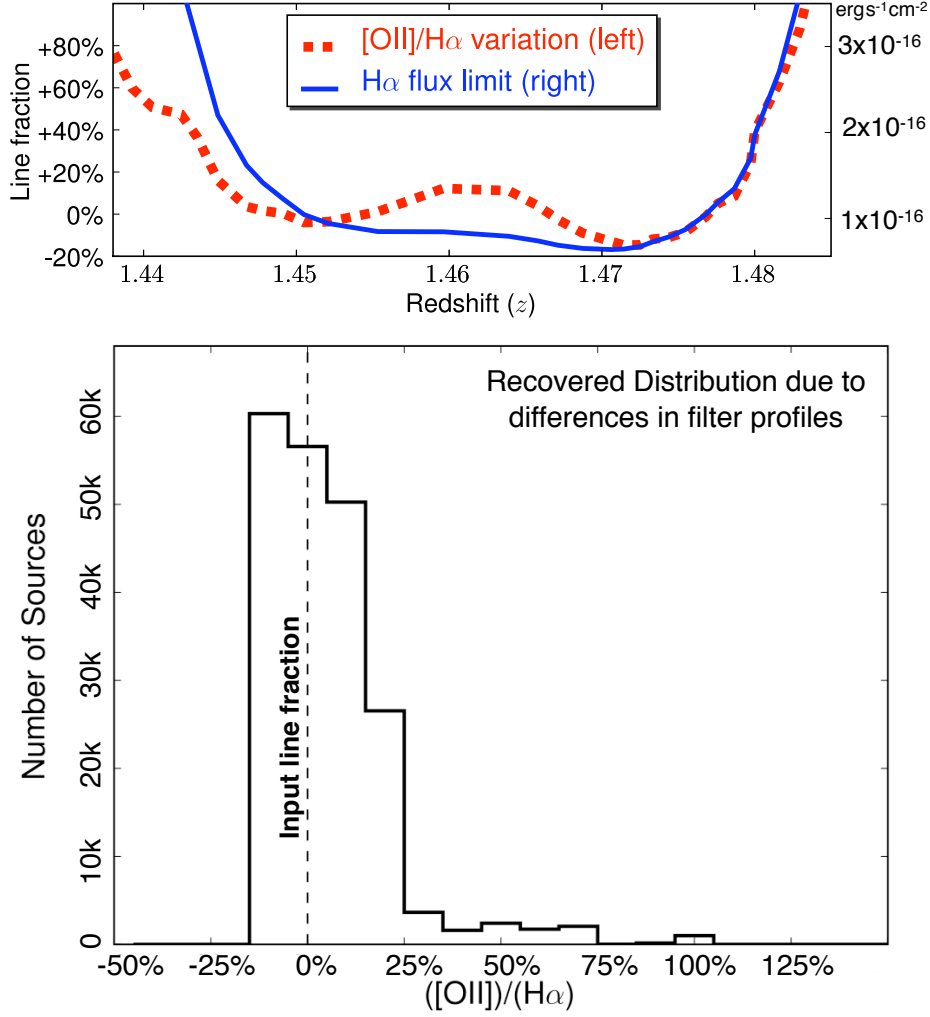 ergs⁻¹cm⁻²
[OII]/Hα variation (left)
Hα flux limit (right)
Line fraction
+80%
+60%
+40%
+20%
0%
-20%
3x10⁻¹⁶
2x10⁻¹⁶
1x10⁻¹⁶
1.44 1.45 1.46 1.47 1.48
Redshift (z)
Recovered Distribution due to
differences in filter profiles
Number of Sources
60k
50k
40k
30k
20k
10k
0
Input line fraction
-50% -25% 0% 25% 50% 75% 100% 125%
([OII])/(Hα)